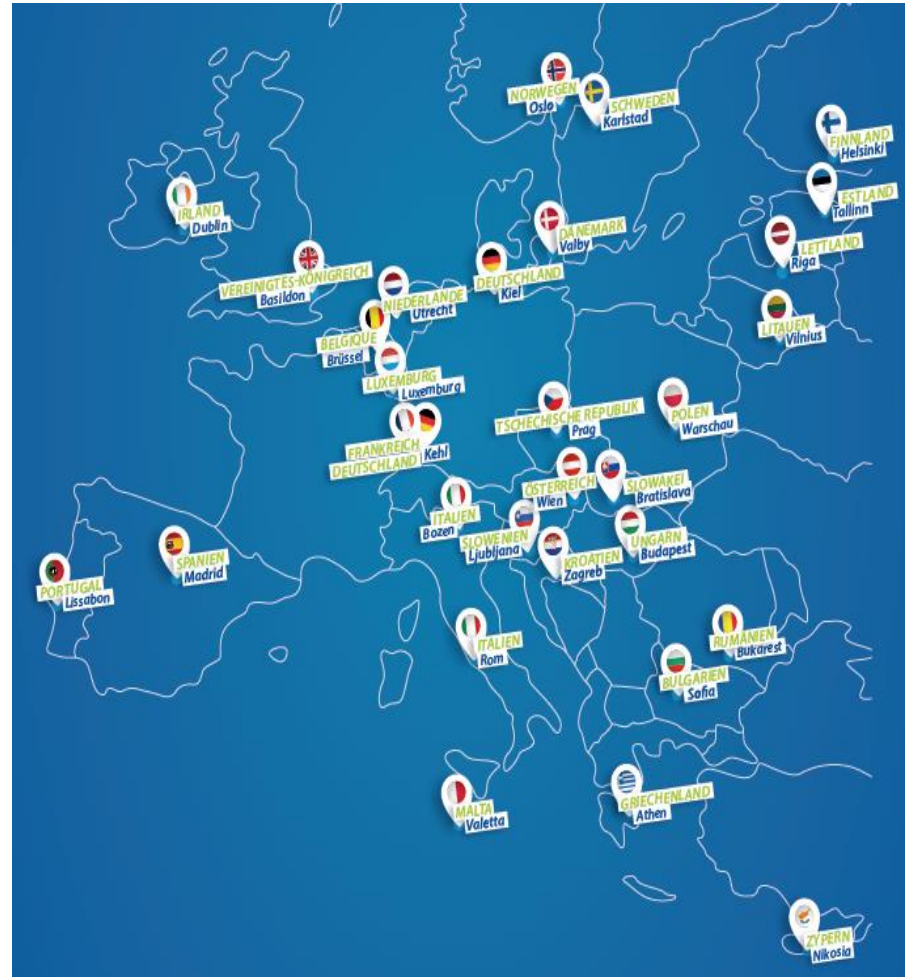 NORWEGEN
Oslo
SCHWEDEN
Karlstad
FINNLAND
Helsinki
ESTLAND
Tallinn
IRLAND
Dublin
DÄNEMARK
Valby
LETTLAND
Riga
VEREINIGTES-KÖNIGREICH
Basildon
DEUTSCHLAND
Kiel
NIEDERLANDE
Utrecht
LITAUEN
Vilnius
BELGIQUE
Brüssel
LUXEMBURG
Luxemburg
TSCHECHISCHE REPUBLIK
Prag
POLEN
Warschau
FRANKREICH
DEUTSCHLAND
Kehl
ÖSTERREICH
Wien
SLOWAKEI
Bratislava
ITALIEN
Bozen
SLOWENIEN
Ljubljana
UNGARN
Budapest
KROATIEN
Zagreb
SPANIEN
Madrid
PORTUGAL
Lissabon
ITALIEN
Rom
RUMÄNIEN
Bukarest
BULGARIEN
Sofia
MALTA
Valetta
GRIECHENLAND
Athen
ZYPERN
Nikosia